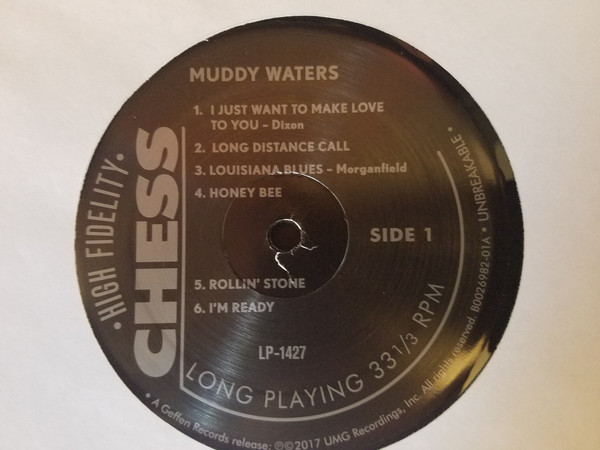 MUDDY WATERS
1. I JUST WANT TO MAKE LOVE
TO YOU – Dixon
2. LONG DISTANCE CALL
3. LOUISIANA BLUES – Morganfield
4. HONEY BEE
SIDE 1
5. ROLLIN' STONE
6. I'M READY
LP-1427
LONG PLAYING 33 1/3 RPM
• HIGH FIDELITY •
CHESS
• A Geffen Records release: ℗©2017 UMG Recordings, Inc. All rights reserved. B0026982-01A • UNBREAKABLE •